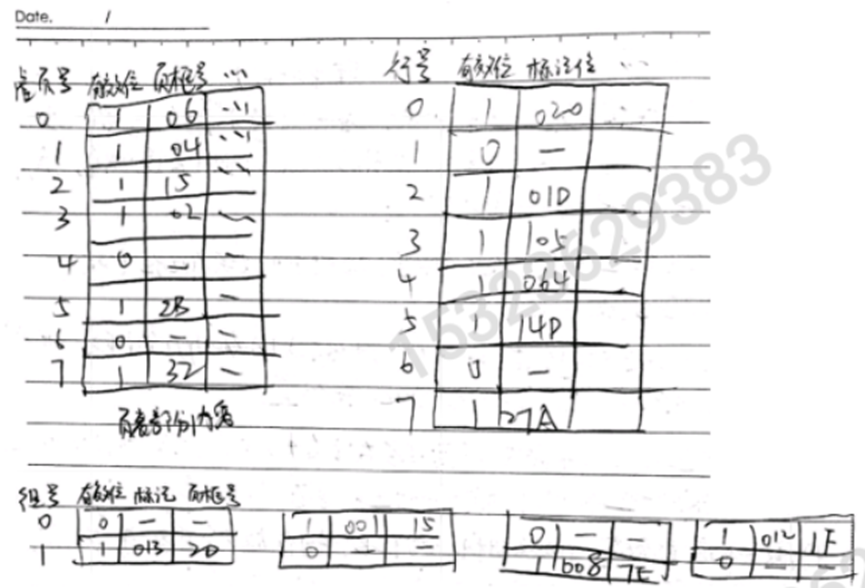 Date. /
虚页号 有效位 页框号 …
0 1 06 …
1 1 04 …
2 1 15 …
3 1 02 …
4 0 — —
5 1 2B —
6 0 — —
7 1 32 —
页表部分内容
行号 有效位 标记位 …
0 1 020 …
1 0 —
2 1 01D
3 1 105
4 1 064
5 1 14D
6 0 —
7 1 27A
组号 有效位 标记 页框号
0 0 — — 1 00 15 0 — — 1 012 1F
1 1 013 2D 0 — — 1 008 7E 0 — —
15323529383